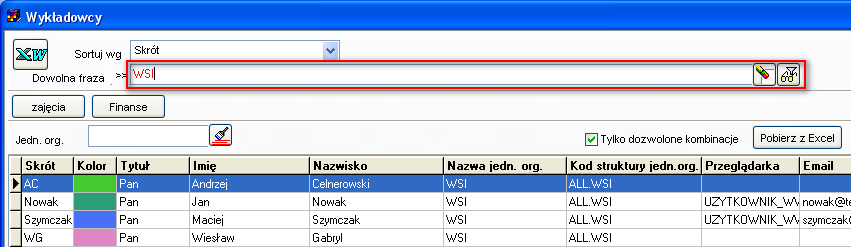 Wykładowcy
XW Sortuj wg Skrót
Dowolna fraza >> WSI
zajęcia Finanse
Jedn. org. Tylko dozwolone kombinacje Pobierz z Excel
Skrót Kolor Tytuł Imię Nazwisko Nazwa jedn. org. Kod struktury jedn.org. Przeglądarka Email
AC Pan Andrzej Celnerowski WSI ALL.WSI
Nowak Pan Jan Nowak WSI ALL.WSI UZYTKOWNIK_WV nowak@te
Szymczak Pan Maciej Szymczak WSI ALL.WSI UZYTKOWNIK_WV szymczak
WG Pan Wiesław Gabryl WSI ALL.WSI